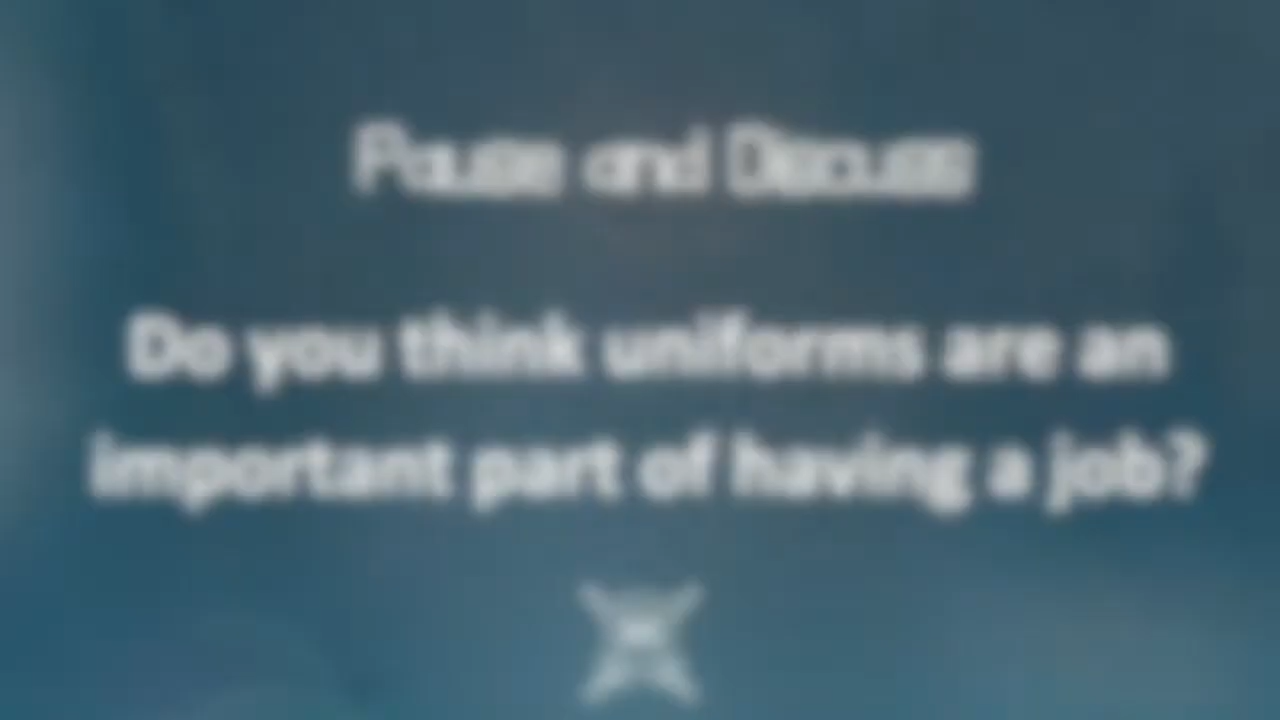 Pause and Discuss
Do you think uniforms are an
important part of having a job?